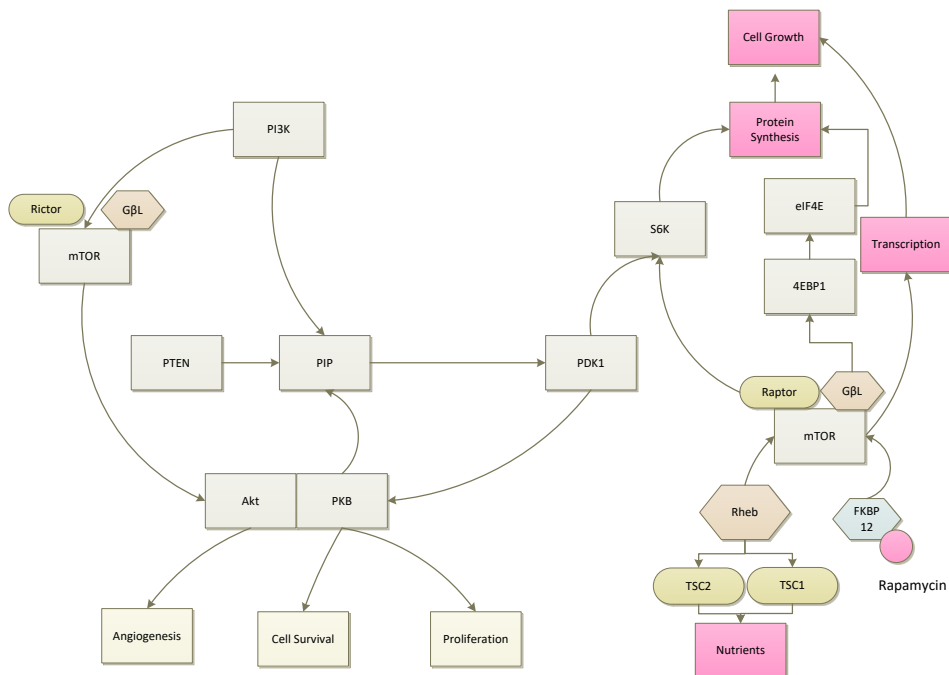 Cell Growth
PI3K
Protein
Synthesis
Rictor
GβL
eIF4E
S6K
mTOR
Transcription
4EBP1
PTEN
PIP
PDK1
Raptor
GβL
mTOR
Akt
PKB
Rheb
FKBP
12
TSC2
TSC1
Rapamycin
Angiogenesis
Cell Survival
Proliferation
Nutrients